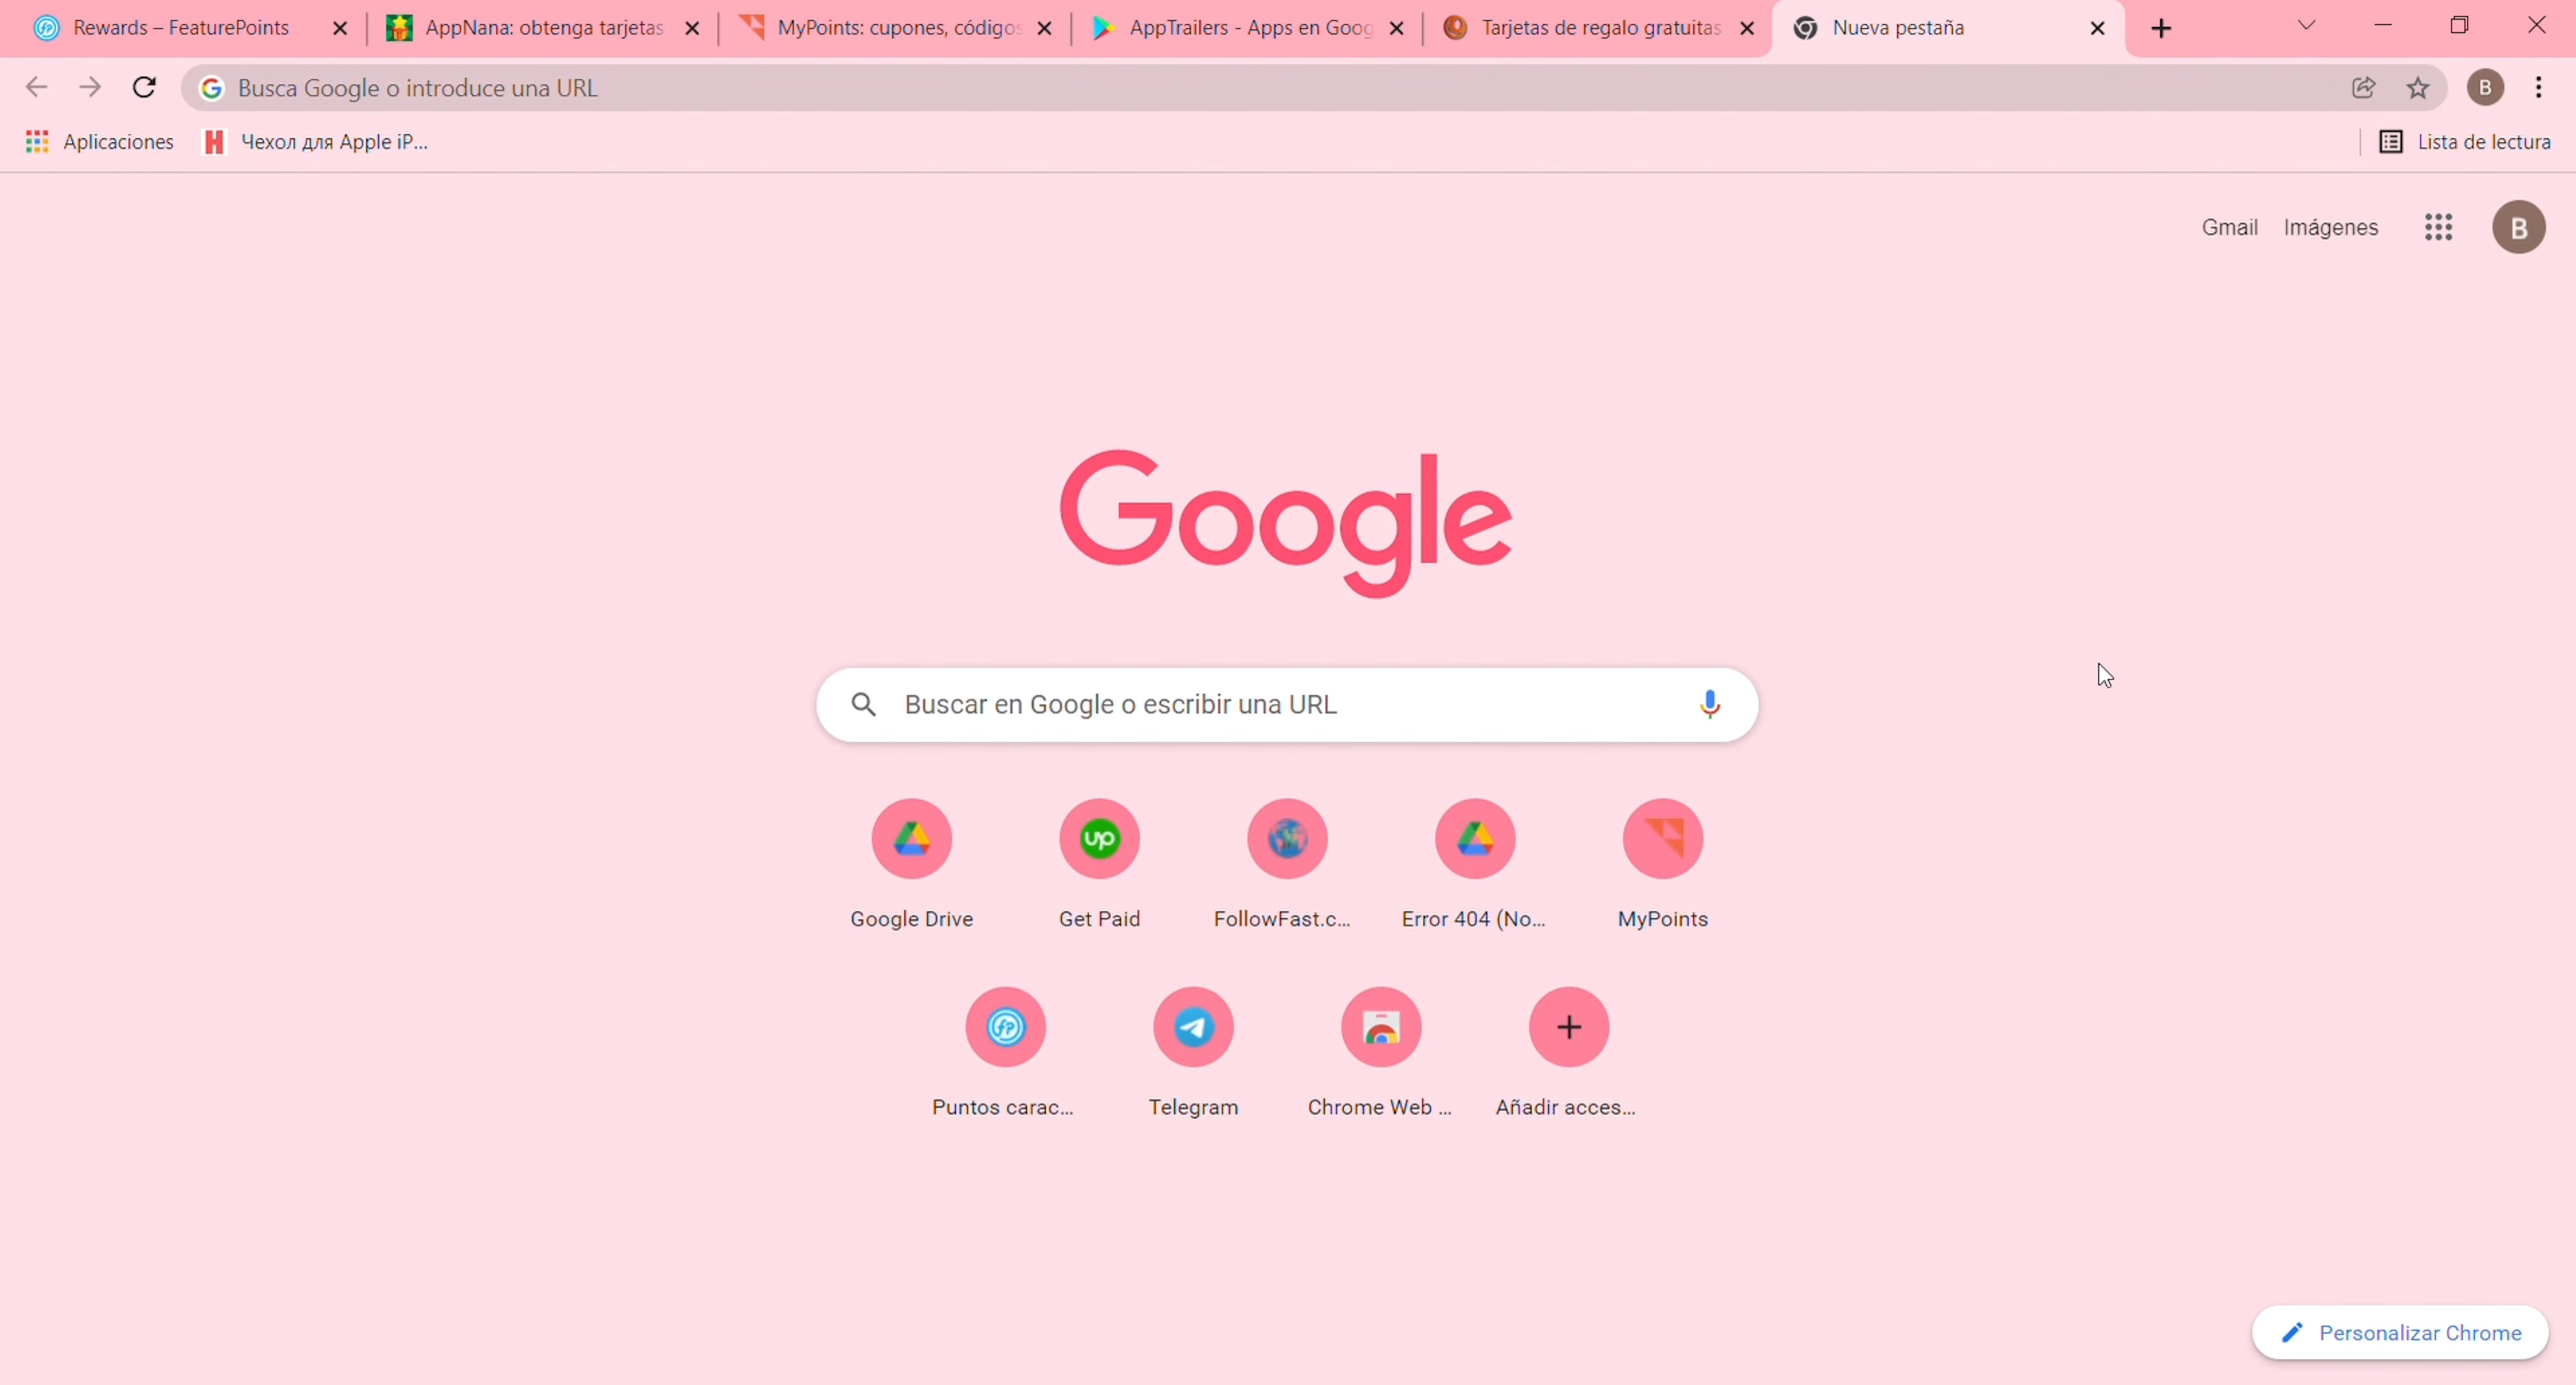 Rewards – FeaturePoints
AppNana: obtenga tarjetas
MyPoints: cupones, códigos
AppTrailers - Apps en Goog
Tarjetas de regalo gratuitas
Nueva pestaña
Busca Google o introduce una URL
B
Aplicaciones
H Чехол для Apple iP...
Lista de lectura
Gmail
Imágenes
B
Google
Buscar en Google o escribir una URL
up
Google Drive
Get Paid
FollowFast.c...
Error 404 (No...
MyPoints
fp
Puntos carac...
Telegram
Chrome Web ...
Añadir acces...
Personalizar Chrome